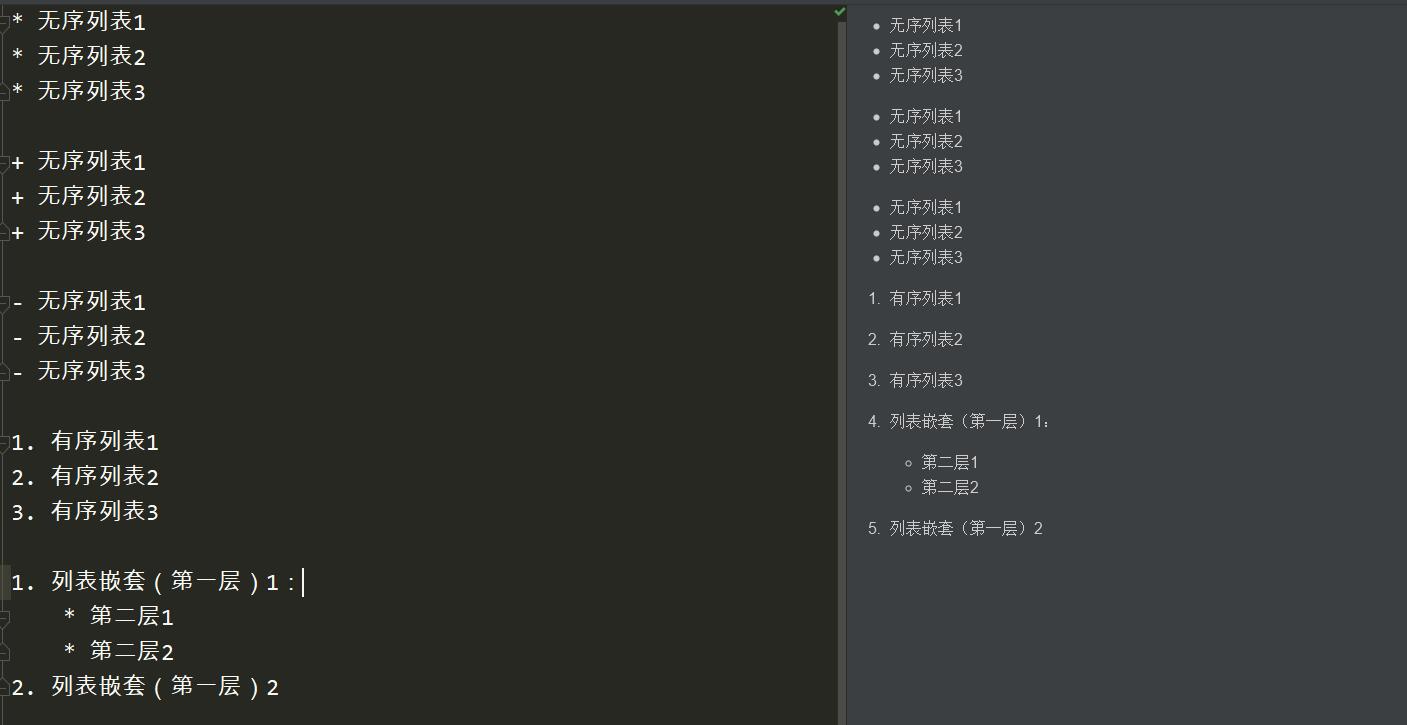 * 无序列表1
* 无序列表2
* 无序列表3
+ 无序列表1
+ 无序列表2
+ 无序列表3
- 无序列表1
- 无序列表2
- 无序列表3
1. 有序列表1
2. 有序列表2
3. 有序列表3
1. 列表嵌套（第一层）1：
* 第二层1
* 第二层2
2. 列表嵌套（第一层）2
• 无序列表1
• 无序列表2
• 无序列表3
• 无序列表1
• 无序列表2
• 无序列表3
• 无序列表1
• 无序列表2
• 无序列表3
1. 有序列表1
2. 有序列表2
3. 有序列表3
4. 列表嵌套（第一层）1：
◦ 第二层1
◦ 第二层2
5. 列表嵌套（第一层）2